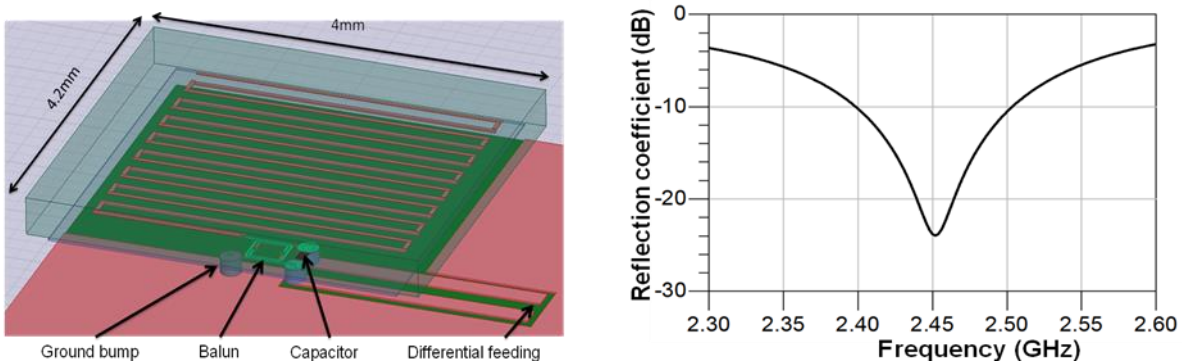 4mm
4.2mm
Ground bump
Balun
Capacitor
Differential feeding
Reflection coefficient (dB)
0
-10
-20
-30
2.30 2.35 2.40 2.45 2.50 2.55 2.60
Frequency (GHz)